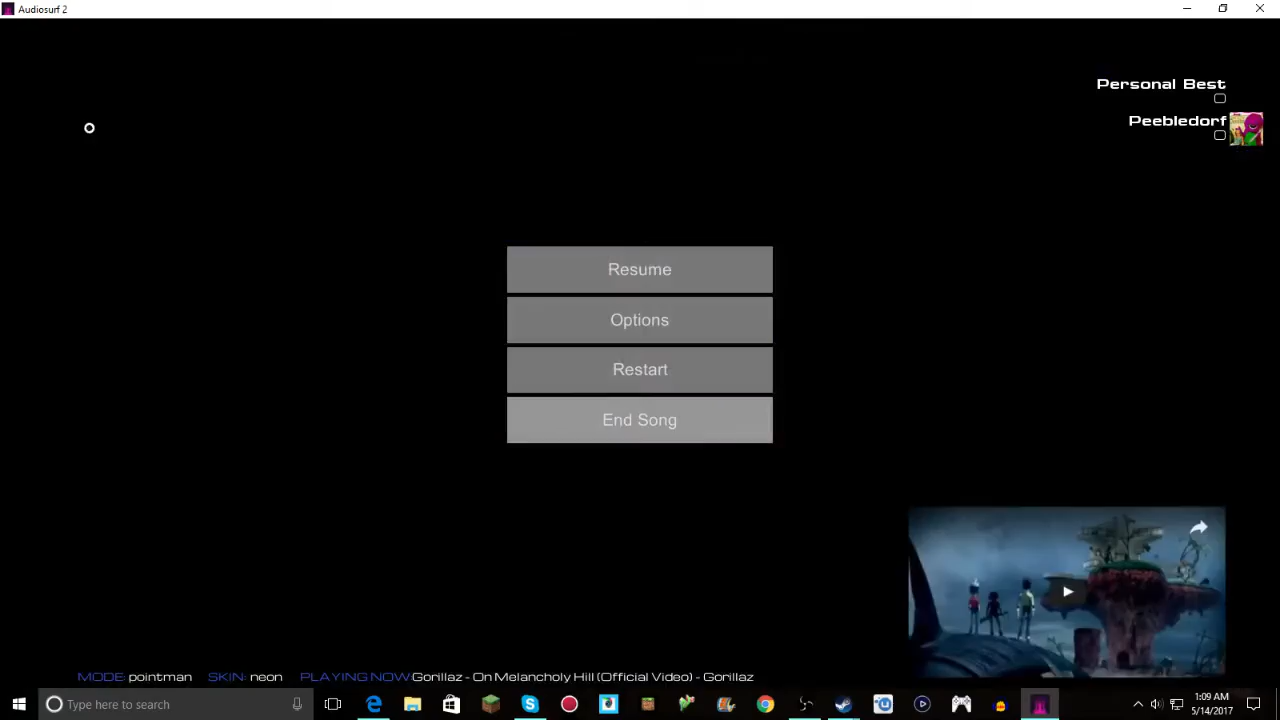 Audiosurf 2
Personal Best
Peebledorf
Resume
Options
Restart
End Song
MODE: pointman SKIN: neon PLAYING NOW:Gorillaz - On Melancholy Hill (Official Video) - Gorillaz
Type here to search
1:09 AM
5/14/2017